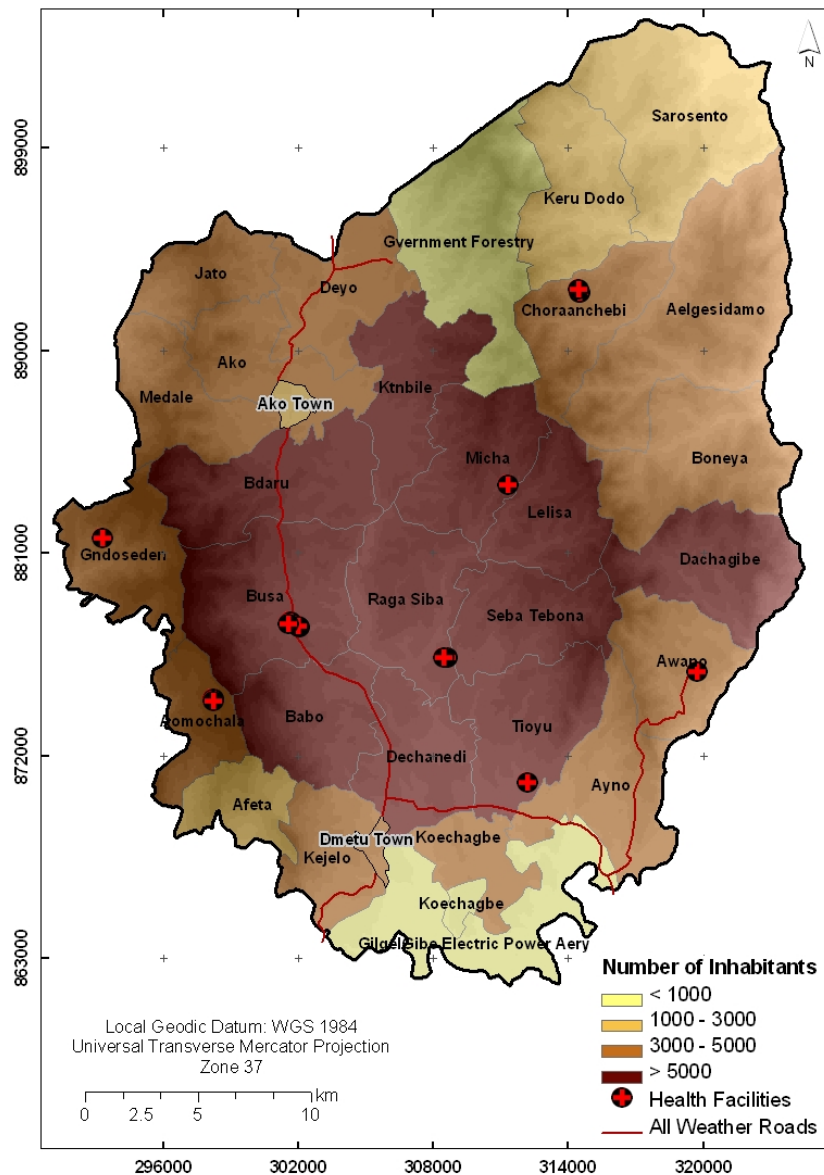 N
Sarosento
899000
Keru Dodo
Gvernment Forestry
Jato
Deyo
Choraanchebi
Aelgesidamo
890000
Ako
Ktnbile
Medale
Ako Town
Micha
Boneya
Bdaru
Lelisa
881000
Gndoseden
Dachagibe
Busa
Raga Siba
Seba Tebona
Awano
Aomochala
Babo
Tioyu
872000
Dechanedi
Ayno
Afeta
Dmetu Town
Koechagbe
Kejelo
Koechagbe
GilgelGibe Electric Power Aery
863000
Number of Inhabitants
< 1000
1000 - 3000
3000 - 5000
> 5000
Health Facilities
All Weather Roads
Local Geodic Datum: WGS 1984
Universal Transverse Mercator Projection
Zone 37
km
0 2.5 5 10
296000 302000 308000 314000 320000